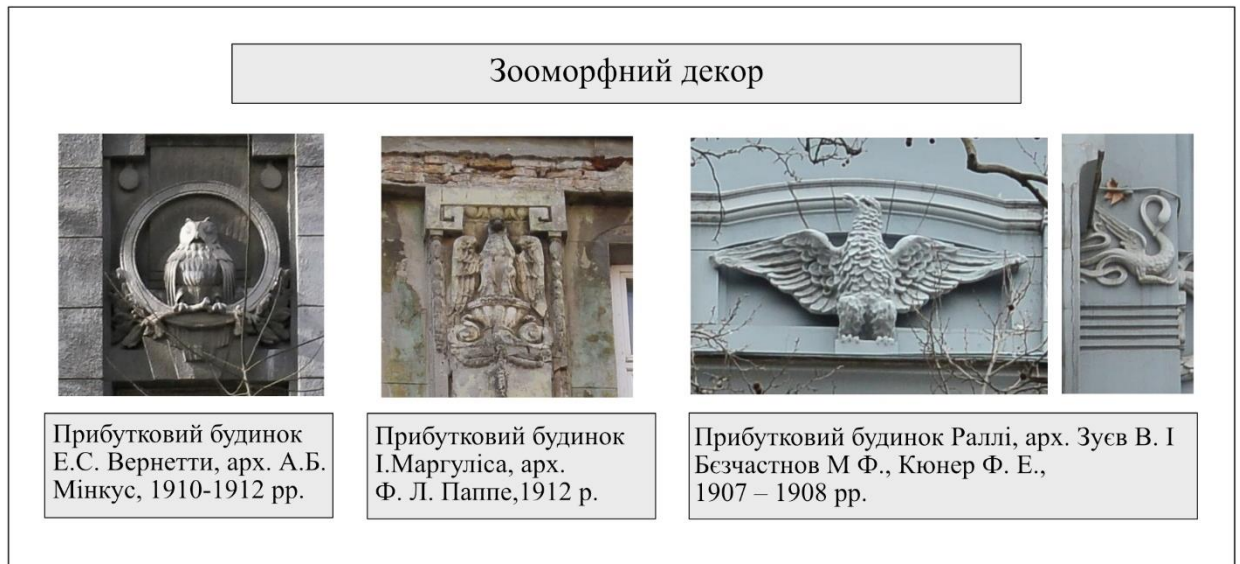 Зооморфний декор
Прибутковий будинок
Е.С. Вернетти, арх. А.Б.
Мінкус, 1910-1912 рр.
Прибутковий будинок
І.Маргуліса, арх.
Ф. Л. Паппе,1912 р.
Прибутковий будинок Раллі, арх. Зуєв В. І
Бєзчастнов М Ф., Кюнер Ф. Е.,
1907 – 1908 рр.